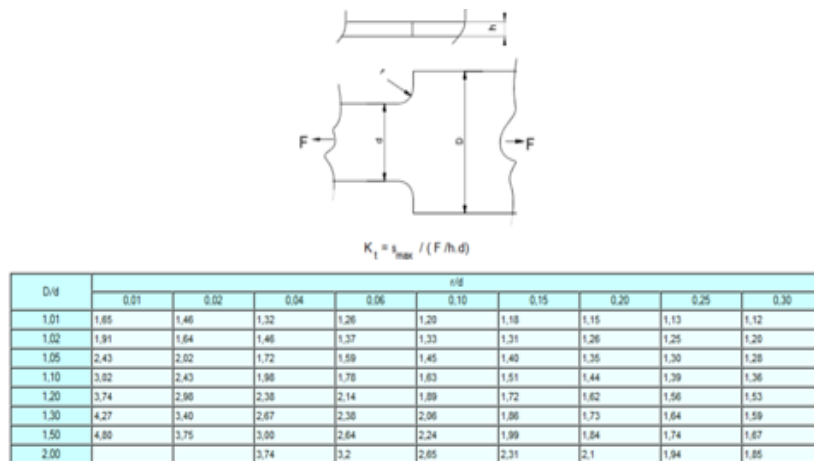 h
r
F
d
D
F
K t = s max / ( F /h.d)
D/d r/d
0,01 0,02 0,04 0,06 0,10 0,15 0,20 0,25 0,30
1,01 1,65 1,46 1,32 1,26 1,20 1,18 1,15 1,13 1,12
1,02 1,91 1,64 1,46 1,37 1,33 1,31 1,26 1,25 1,20
1,05 2,43 2,02 1,72 1,59 1,45 1,40 1,35 1,30 1,28
1,10 3,02 2,43 1,98 1,78 1,63 1,51 1,44 1,39 1,36
1,20 3,74 2,98 2,38 2,14 1,89 1,72 1,62 1,56 1,53
1,30 4,27 3,40 2,67 2,38 2,06 1,86 1,73 1,64 1,59
1,50 4,80 3,75 3,00 2,64 2,24 1,99 1,84 1,74 1,67
2.00 3,74 3,2 2,65 2,31 2,1 1,94 1,85